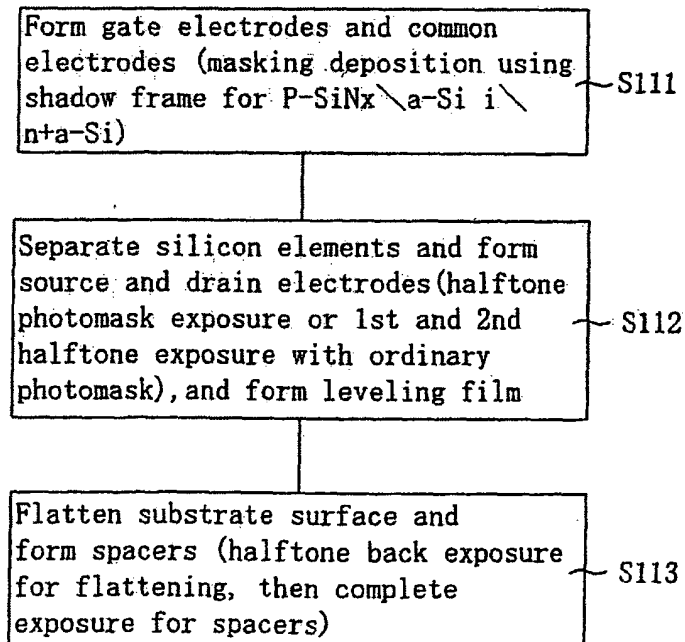 Form gate electrodes and common
electrodes (masking deposition using
shadow frame for P-SiNx\a-Si i\
n+a-Si)
S111
Separate silicon elements and form
source and drain electrodes(halftone
photomask exposure or 1st and 2nd
halftone exposure with ordinary
photomask),and form leveling film
S112
Flatten substrate surface and
form spacers (halftone back exposure
for flattening, then complete
exposure for spacers)
S113